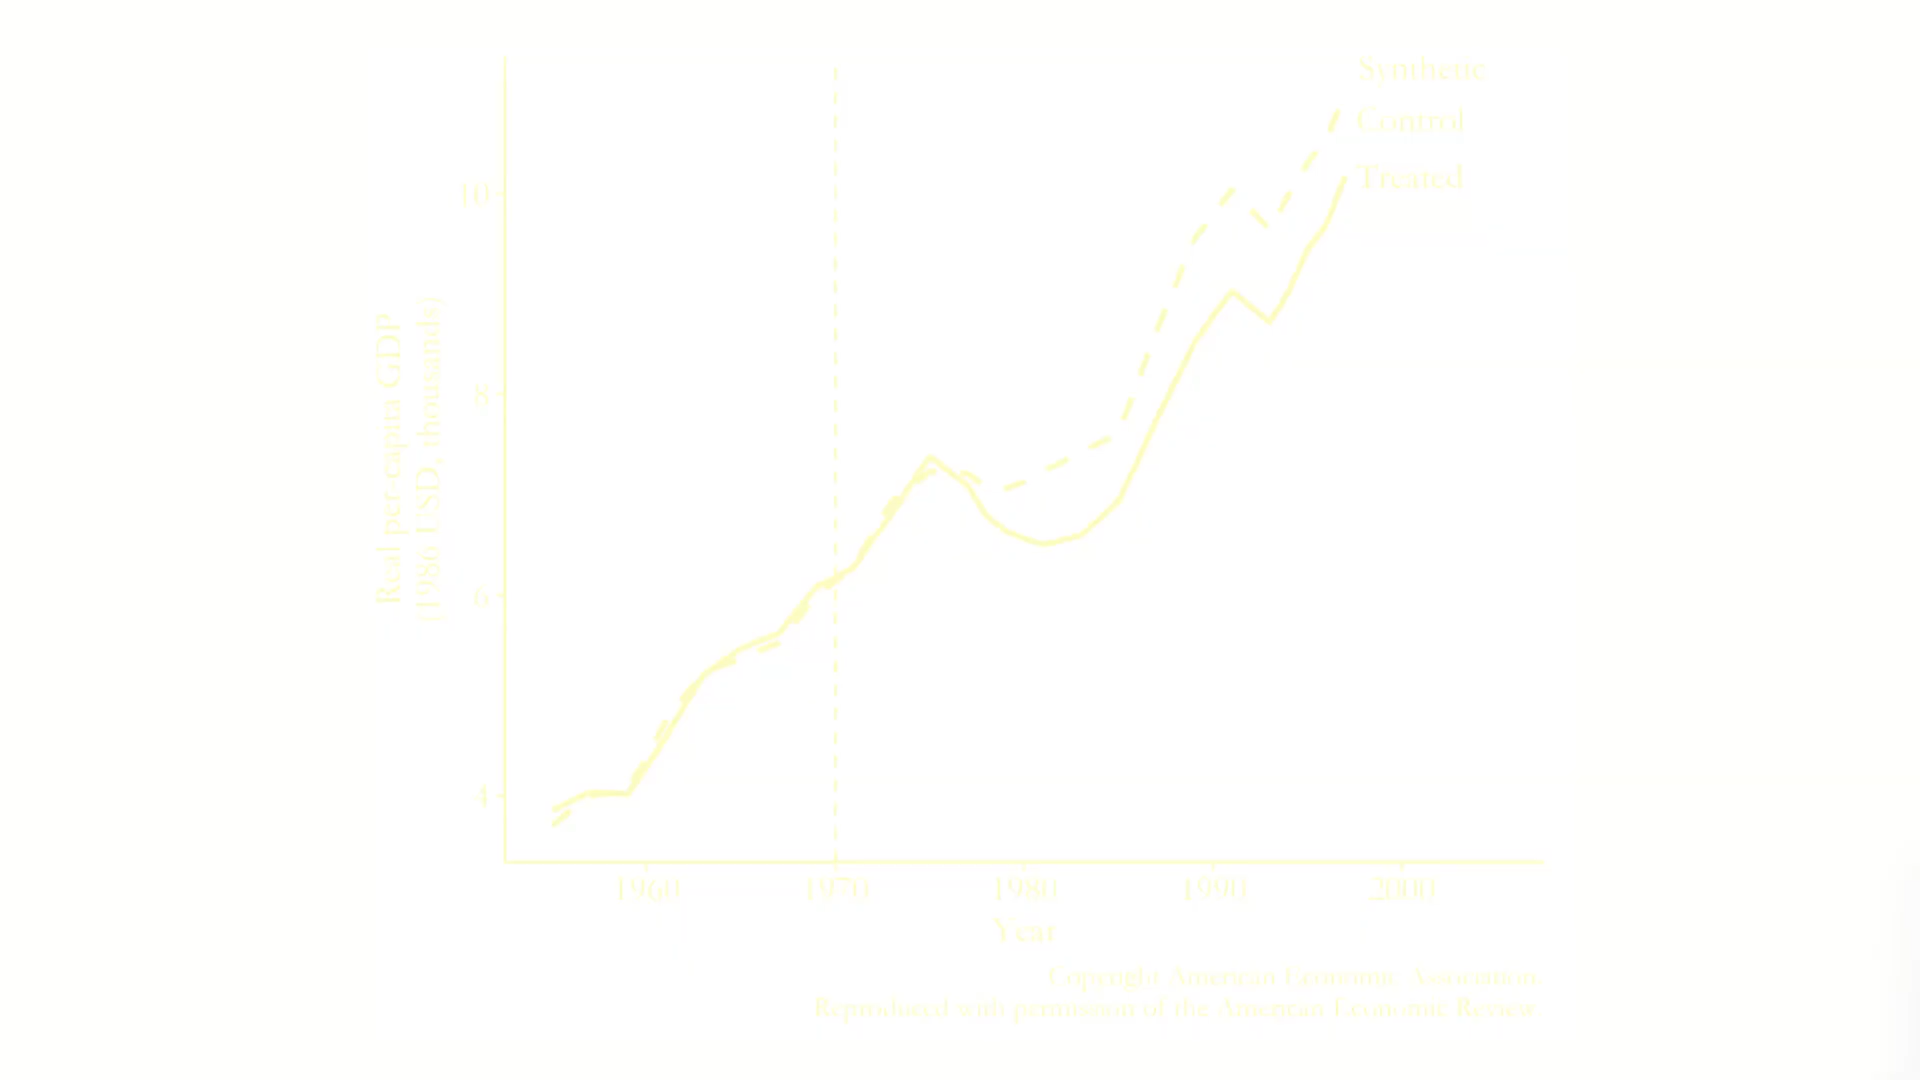 Synthetic
Control
Treated
10
8
6
4
Real per-capita GDP
(1986 USD, thousands)
1960 1970 1980 1990 2000
Year
Copyright American Economic Association.
Reproduced with permission of the American Economic Review